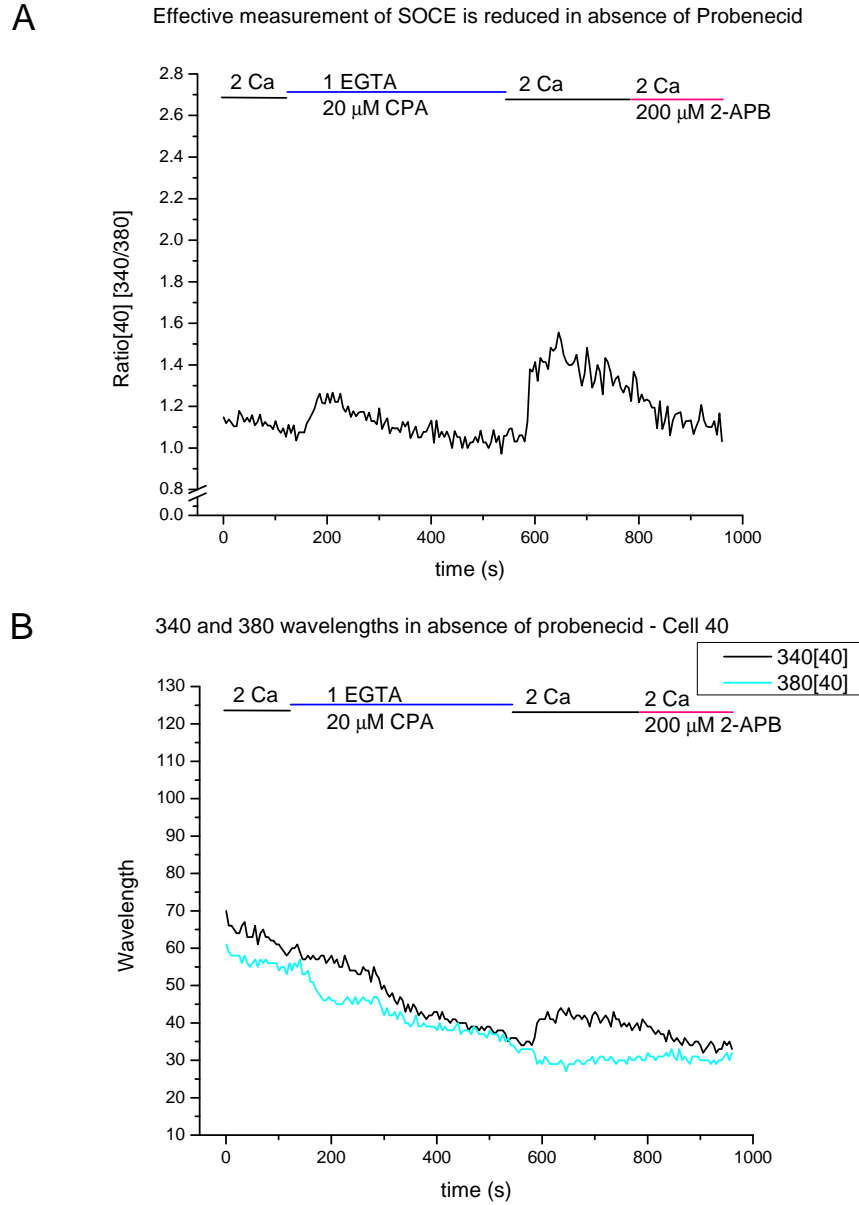 A
Effective measurement of SOCE is reduced in absence of Probenecid
2 Ca
1 EGTA
20 μM CPA
2 Ca
2 Ca
200 μM 2-APB
Ratio[40] [340/380]
2.8
2.6
2.4
2.2
2.0
1.8
1.6
1.4
1.2
1.0
0.8
0.0
0 200 400 600 800 1000
time (s)
B
340 and 380 wavelengths in absence of probenecid - Cell 40
340[40]
380[40]
2 Ca
1 EGTA
20 μM CPA
2 Ca
2 Ca
200 μM 2-APB
Wavelength
130
120
110
100
90
80
70
60
50
40
30
20
10
0 200 400 600 800 1000
time (s)